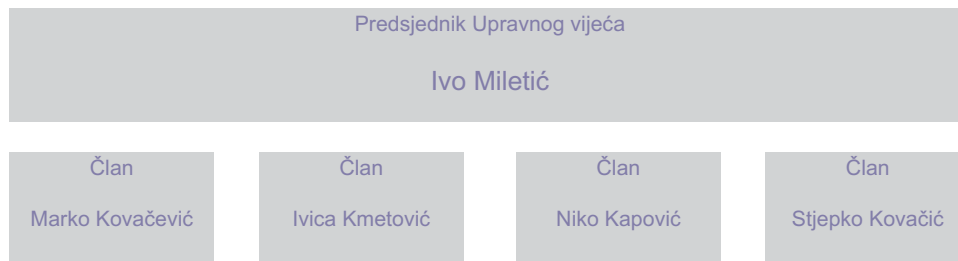 Predsjednik Upravnog vijeća
Ivo Miletić
Član
Marko Kovačević
Član
Ivica Kmetović
Član
Niko Kapović
Član
Stjepko Kovačić